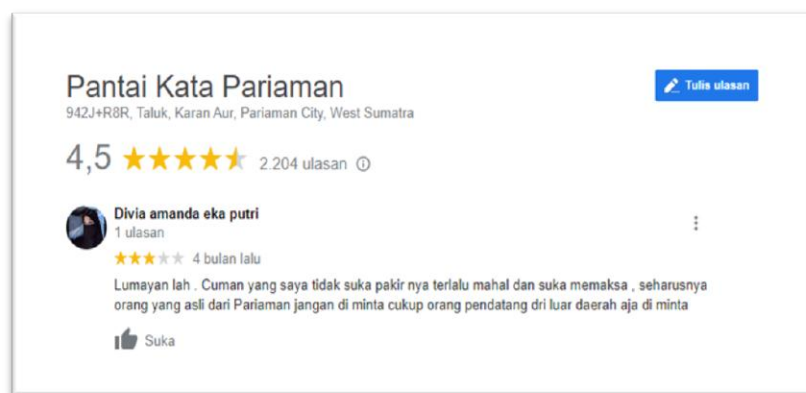 Pantai Kata Pariaman
Tulis ulasan
942J+R8R, Taluk, Karan Aur, Pariaman City, West Sumatra
4,5 2.204 ulasan
Divia amanda eka putri
1 ulasan
4 bulan lalu
Lumayan lah . Cuman yang saya tidak suka pakir nya terlalu mahal dan suka memaksa , seharusnya
orang yang asli dari Pariaman jangan di minta cukup orang pendatang dri luar daerah aja di minta
Suka